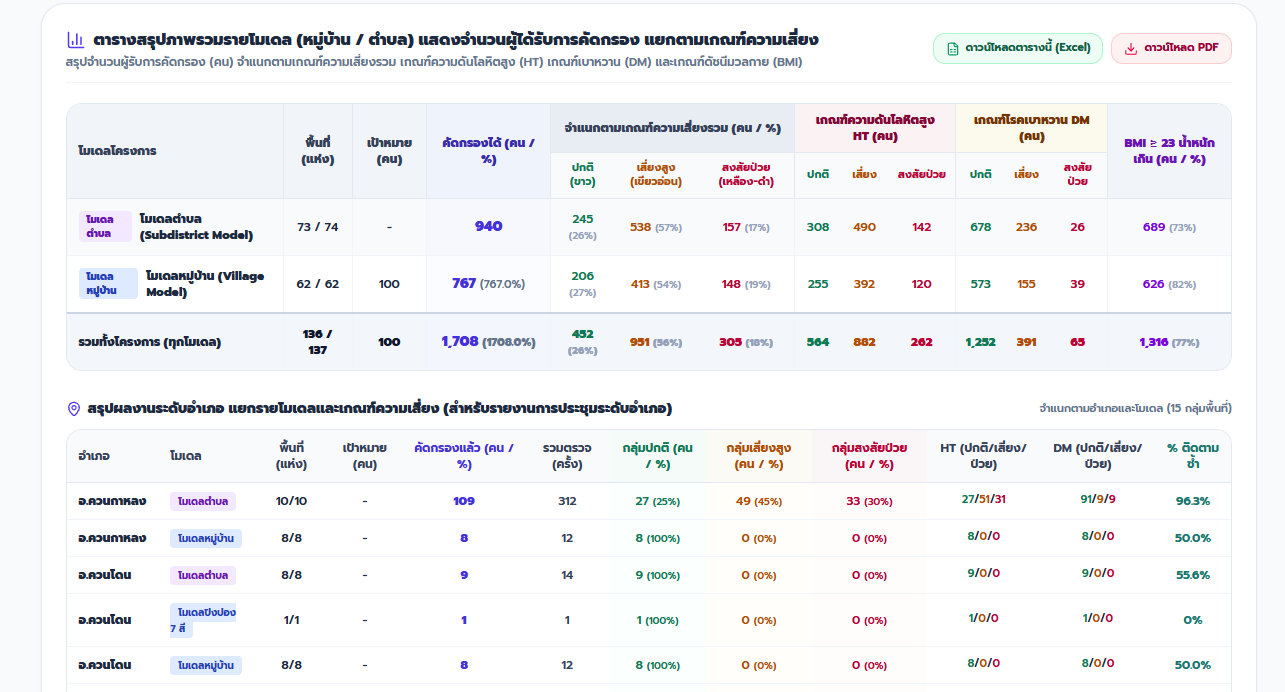 ตารางสรุปภาพรวมรายโมเดล (หมู่บ้าน / ตำบล) แสดงจำนวนผู้ได้รับการคัดกรอง แยกตามเกณฑ์ความเสี่ยง
สรุปจำนวนผู้รับการคัดกรอง (คน) จำแนกตามเกณฑ์ความเสี่ยงรวม เกณฑ์ความดันโลหิตสูง (HT) เกณฑ์เบาหวาน (DM) และเกณฑ์ดัชนีมวลกาย (BMI)
ดาวน์โหลดตารางนี้ (Excel)
ดาวน์โหลด PDF
โมเดลโครงการ
พื้นที่
(แห่ง)
เป้าหมาย
(คน)
คัดกรองได้ (คน /
%)
จำแนกตามเกณฑ์ความเสี่ยงรวม (คน / %)
เกณฑ์ความดันโลหิตสูง
HT (คน)
เกณฑ์โรคเบาหวาน DM
(คน)
BMI ≥ 23 น้ำหนัก
เกิน (คน / %)
ปกติ
(ขาว)
เสี่ยงสูง
(เขียวอ่อน)
สงสัยป่วย
(เหลือง-ดำ)
ปกติ เสี่ยง สงสัยป่วย
ปกติ เสี่ยง สงสัย
ป่วย
โมเดล
ตำบล
โมเดลตำบล
(Subdistrict Model)
73 / 74 - 940 245
(26%)
538 (57%) 157 (17%) 308 490 142 678 236 26 689 (73%)
โมเดล
หมู่บ้าน
โมเดลหมู่บ้าน (Village
Model)
62 / 62 100 767 (767.0%) 206
(27%)
413 (54%) 148 (19%) 255 392 120 573 155 39 626 (82%)
รวมทั้งโครงการ (ทุกโมเดล)
136 /
137
100 1,708 (1708.0%) 452
(26%)
951 (56%) 305 (18%) 564 882 262 1,252 391 65 1,316 (77%)
สรุปผลงานระดับอำเภอ แยกรายโมเดลและเกณฑ์ความเสี่ยง (สำหรับรายงานการประชุมระดับอำเภอ)
จำแนกตามอำเภอและโมเดล (15 กลุ่มพื้นที่)
อำเภอ
โมเดล
พื้นที่
(แห่ง)
เป้าหมาย
(คน)
คัดกรองแล้ว (คน /
%)
รวมตรวจ
(ครั้ง)
กลุ่มปกติ (คน
/ %)
กลุ่มเสี่ยงสูง
(คน / %)
กลุ่มสงสัยป่วย
(คน / %)
HT (ปกติ/เสี่ยง/
ป่วย)
DM (ปกติ/เสี่ยง/
ป่วย)
% ติดตาม
ซ้ำ
อ.ควนกาหลง โมเดลตำบล 10/10 - 109 312 27 (25%) 49 (45%) 33 (30%) 27/51/31 91/9/9 96.3%
อ.ควนกาหลง โมเดลหมู่บ้าน 8/8 - 8 12 8 (100%) 0 (0%) 0 (0%) 8/0/0 8/0/0 50.0%
อ.ควนโดน โมเดลตำบล 8/8 - 9 14 9 (100%) 0 (0%) 0 (0%) 9/0/0 9/0/0 55.6%
อ.ควนโดน โมเดลปิงปอง
7 สี
1/1 - 1 1 1 (100%) 0 (0%) 0 (0%) 1/0/0 1/0/0 0%
อ.ควนโดน โมเดลหมู่บ้าน 8/8 - 8 12 8 (100%) 0 (0%) 0 (0%) 8/0/0 8/0/0 50.0%